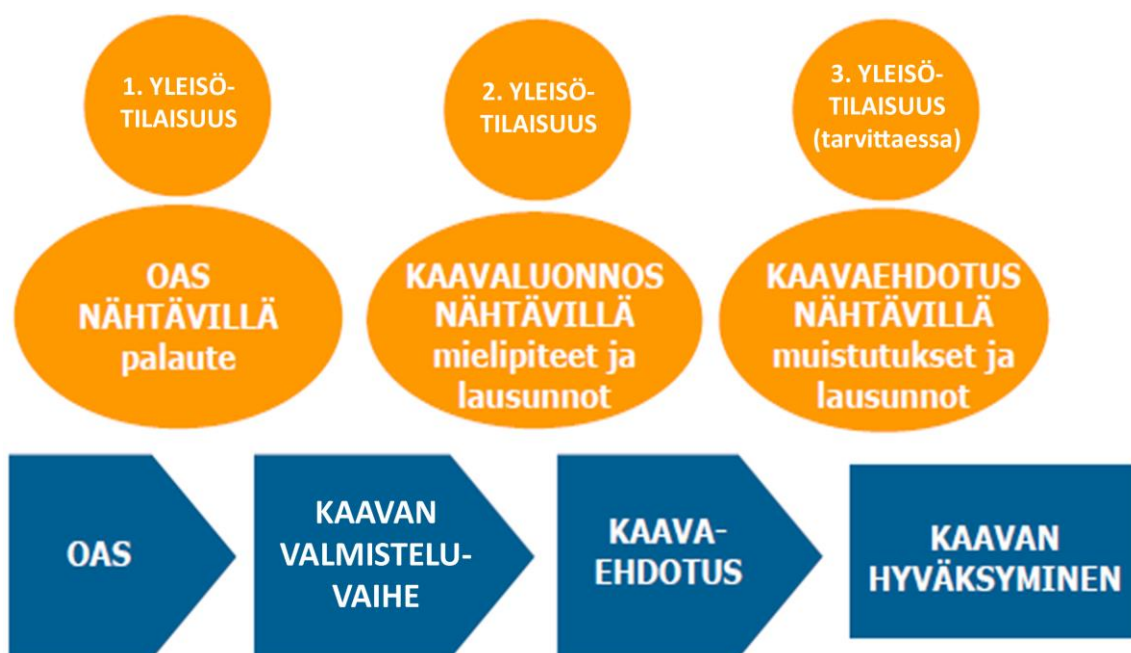 1. YLEISÖ-
TILAISUUS
2. YLEISÖ-
TILAISUUS
3. YLEISÖ-
TILAISUUS
(tarvittaessa)
OAS
NÄHTÄVILLÄ
palaute
KAAVALUONNOS
NÄHTÄVILLÄ
mielipiteet ja
lausunnot
KAAVAEHDOTUS
NÄHTÄVILLÄ
muistutukset ja
lausunnot
OAS
KAAVAN
VALMISTELU-
VAIHE
KAAVA-
EHDOTUS
KAAVAN
HYVÄKSYMINEN